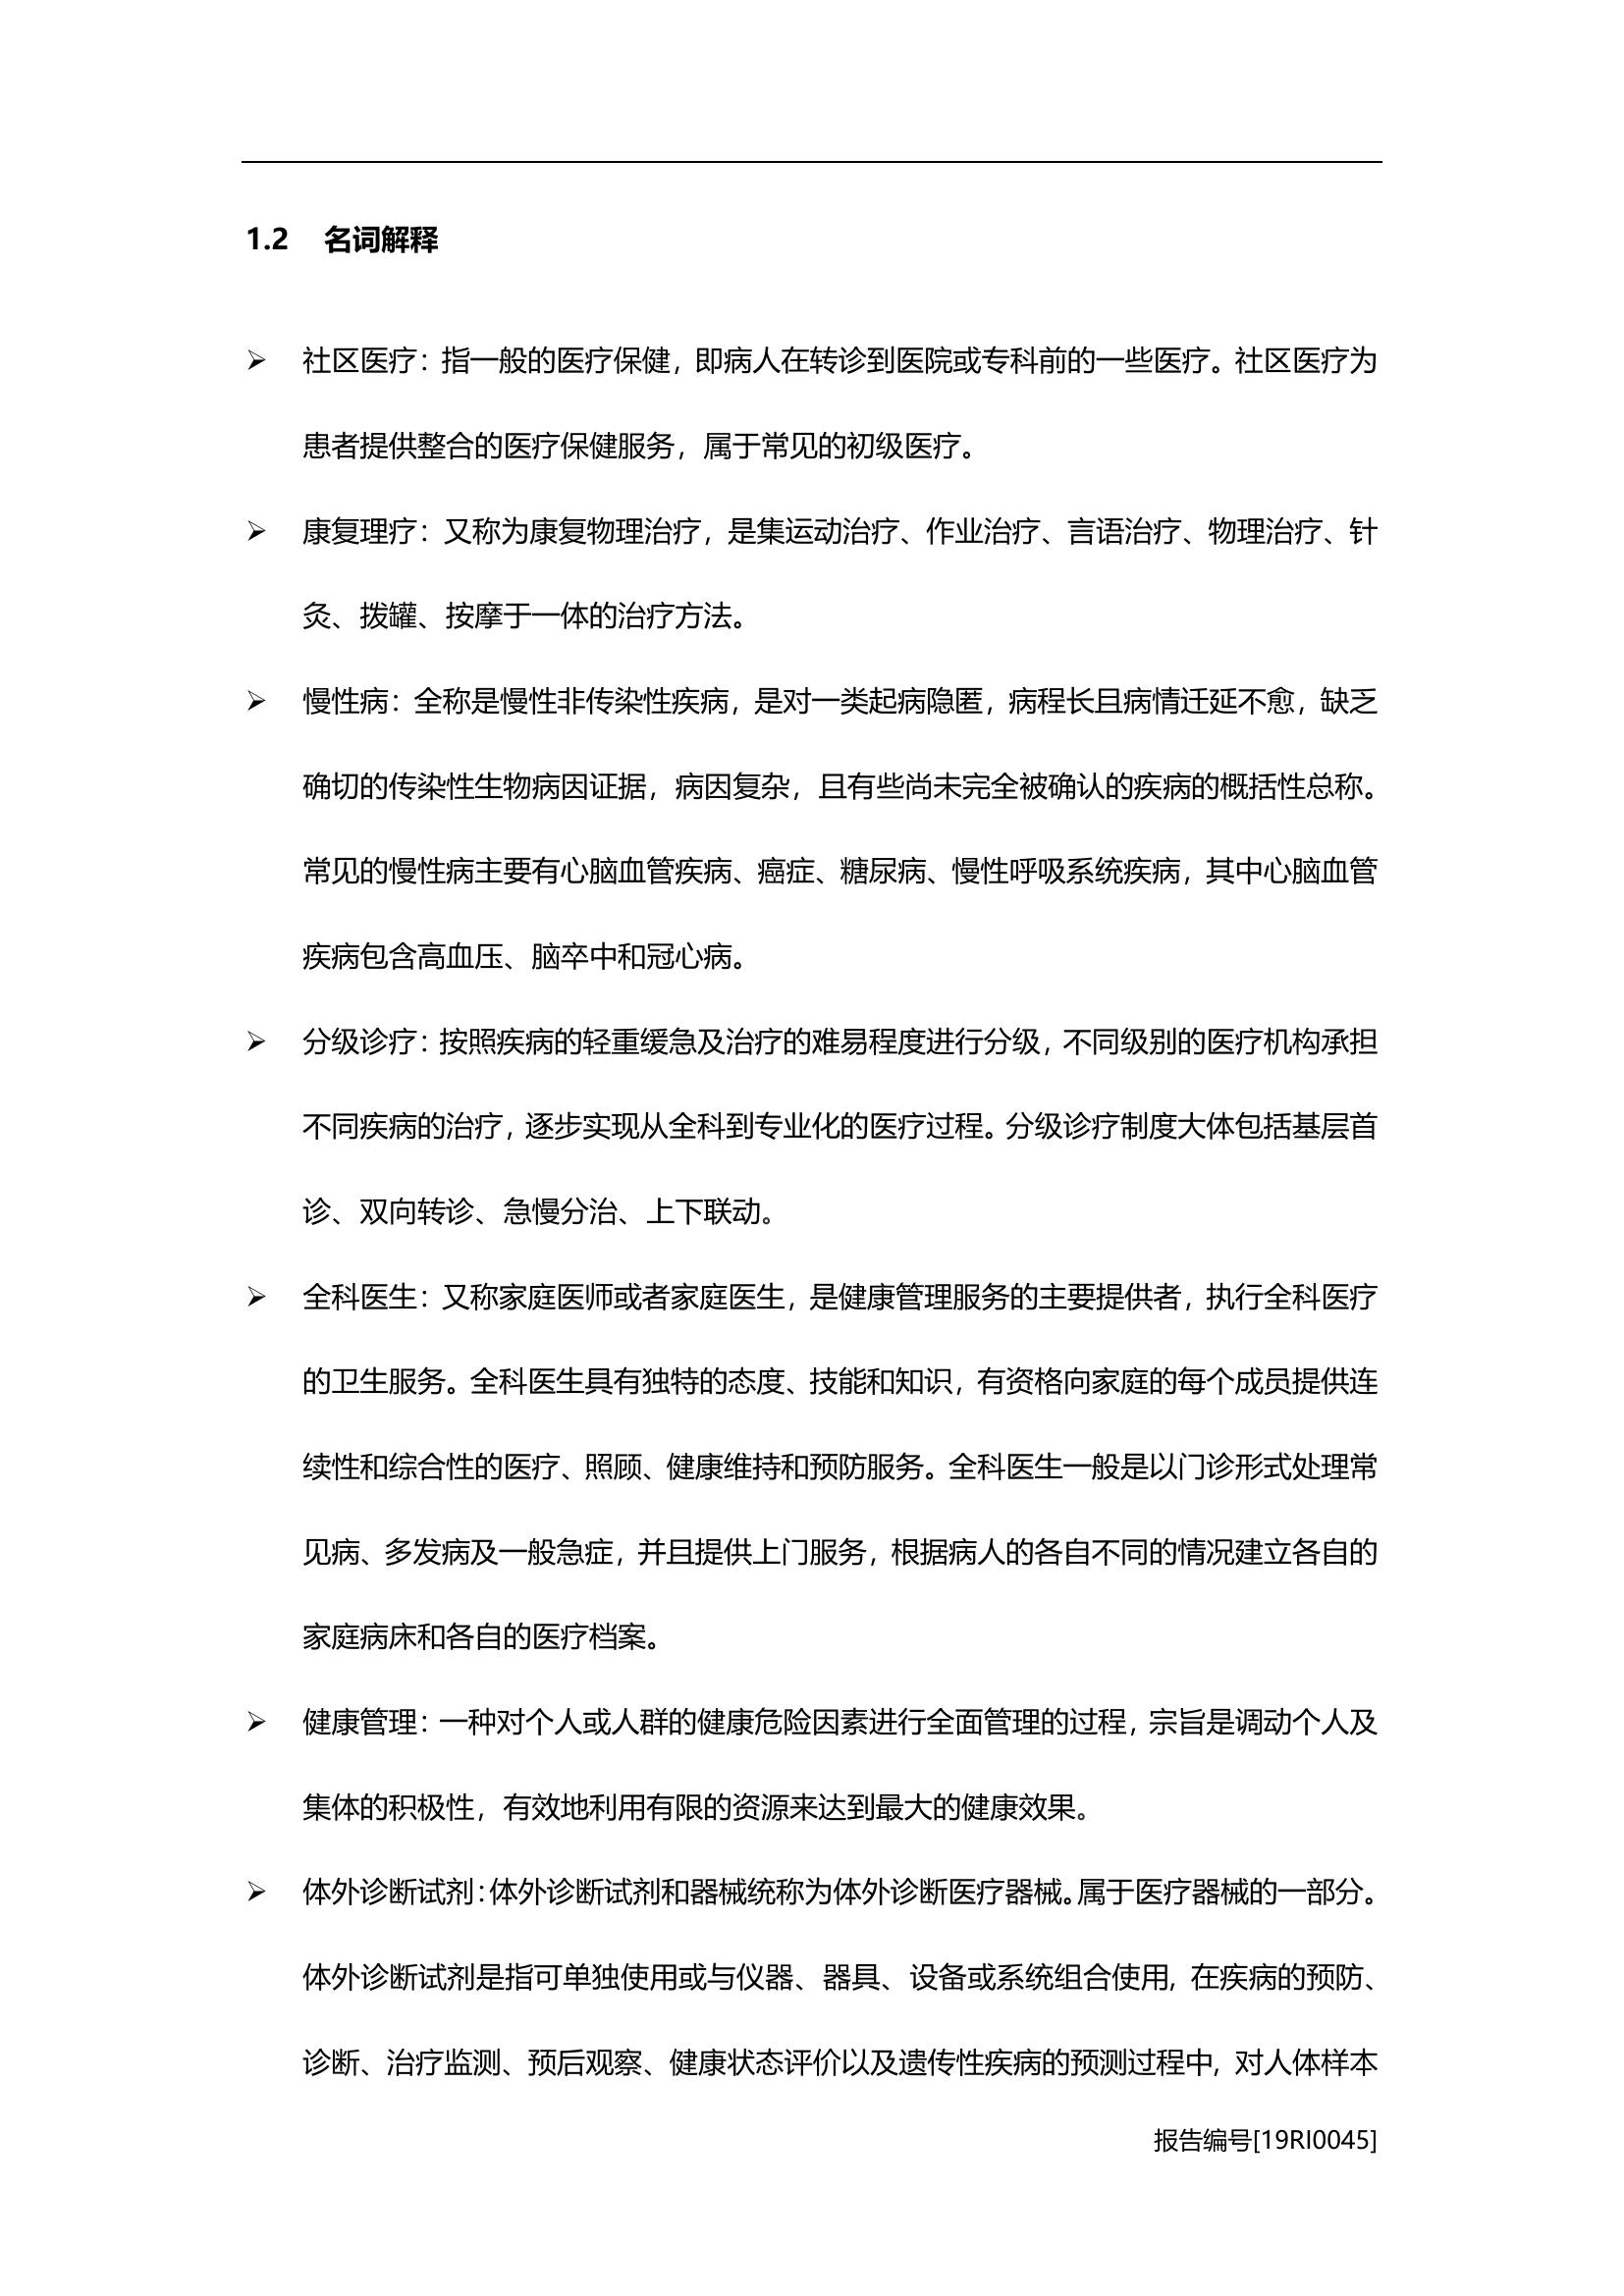 1.2 名词解释
➢ 社区医疗：指一般的医疗保健，即病人在转诊到医院或专科前的一些医疗。社区医疗为
患者提供整合的医疗保健服务，属于常见的初级医疗。
➢ 康复理疗：又称为康复物理治疗，是集运动治疗、作业治疗、言语治疗、物理治疗、针
灸、拨罐、按摩于一体的治疗方法。
➢ 慢性病：全称是慢性非传染性疾病，是对一类起病隐匿，病程长且病情迁延不愈，缺乏
确切的传染性生物病因证据，病因复杂，且有些尚未完全被确认的疾病的概括性总称。
常见的慢性病主要有心脑血管疾病、癌症、糖尿病、慢性呼吸系统疾病，其中心脑血管
疾病包含高血压、脑卒中和冠心病。
➢ 分级诊疗：按照疾病的轻重缓急及治疗的难易程度进行分级，不同级别的医疗机构承担
不同疾病的治疗，逐步实现从全科到专业化的医疗过程。分级诊疗制度大体包括基层首
诊、双向转诊、急慢分治、上下联动。
➢ 全科医生：又称家庭医师或者家庭医生，是健康管理服务的主要提供者，执行全科医疗
的卫生服务。全科医生具有独特的态度、技能和知识，有资格向家庭的每个成员提供连
续性和综合性的医疗、照顾、健康维持和预防服务。全科医生一般是以门诊形式处理常
见病、多发病及一般急症，并且提供上门服务，根据病人的各自不同的情况建立各自的
家庭病床和各自的医疗档案。
➢ 健康管理：一种对个人或人群的健康危险因素进行全面管理的过程，宗旨是调动个人及
集体的积极性，有效地利用有限的资源来达到最大的健康效果。
➢ 体外诊断试剂：体外诊断试剂和器械统称为体外诊断医疗器械。属于医疗器械的一部分。
体外诊断试剂是指可单独使用或与仪器、器具、设备或系统组合使用，在疾病的预防、
诊断、治疗监测、预后观察、健康状态评价以及遗传性疾病的预测过程中，对人体样本
报告编号[19RI0045]